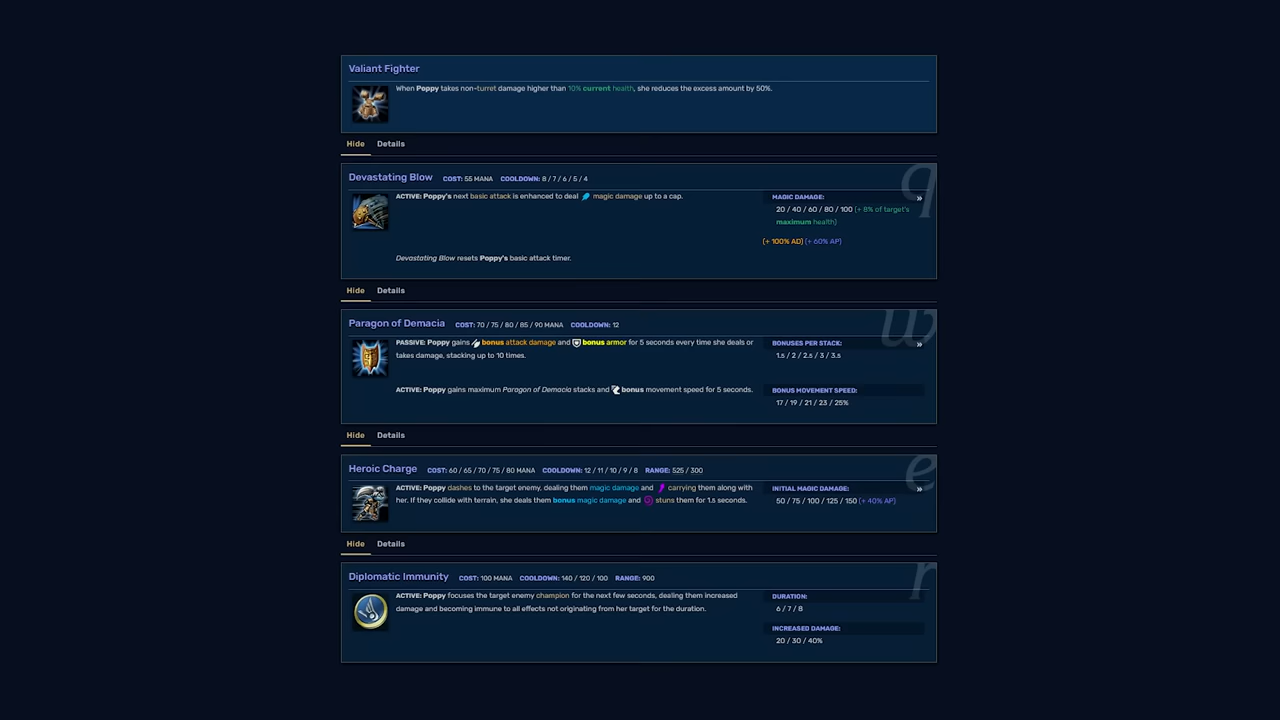 Valiant Fighter
When Poppy takes non-turret damage higher than 10% current health, she reduces the excess amount by 50%.
Hide Details
Devastating Blow COST: 55 MANA COOLDOWN: 8 / 7 / 6 / 5 / 4 q
ACTIVE: Poppy's next basic attack is enhanced to deal magic damage up to a cap.
MAGIC DAMAGE: »
20 / 40 / 60 / 80 / 100 (+ 8% of target's
maximum health)
(+ 100% AD) (+ 60% AP)
Devastating Blow resets Poppy's basic attack timer.
Hide Details
Paragon of Demacia COST: 70 / 75 / 80 / 85 / 90 MANA COOLDOWN: 12 w
PASSIVE: Poppy gains bonus attack damage and bonus armor for 5 seconds every time she deals or
takes damage, stacking up to 10 times.
BONUSES PER STACK: »
1.5 / 2 / 2.5 / 3 / 3.5
ACTIVE: Poppy gains maximum Paragon of Demacia stacks and bonus movement speed for 5 seconds.
BONUS MOVEMENT SPEED:
17 / 19 / 21 / 23 / 25%
Hide Details
Heroic Charge COST: 60 / 65 / 70 / 75 / 80 MANA COOLDOWN: 12 / 11 / 10 / 9 / 8 RANGE: 525 / 300 e
ACTIVE: Poppy dashes to the target enemy, dealing them magic damage and carrying them along with
her. If they collide with terrain, she deals them bonus magic damage and stuns them for 1.5 seconds.
INITIAL MAGIC DAMAGE: »
50 / 75 / 100 / 125 / 150 (+ 40% AP)
Hide Details
Diplomatic Immunity COST: 100 MANA COOLDOWN: 140 / 120 / 100 RANGE: 900 r
ACTIVE: Poppy focuses the target enemy champion for the next few seconds, dealing them increased
damage and becoming immune to all effects not originating from her target for the duration.
DURATION:
6 / 7 / 8
INCREASED DAMAGE:
20 / 30 / 40%